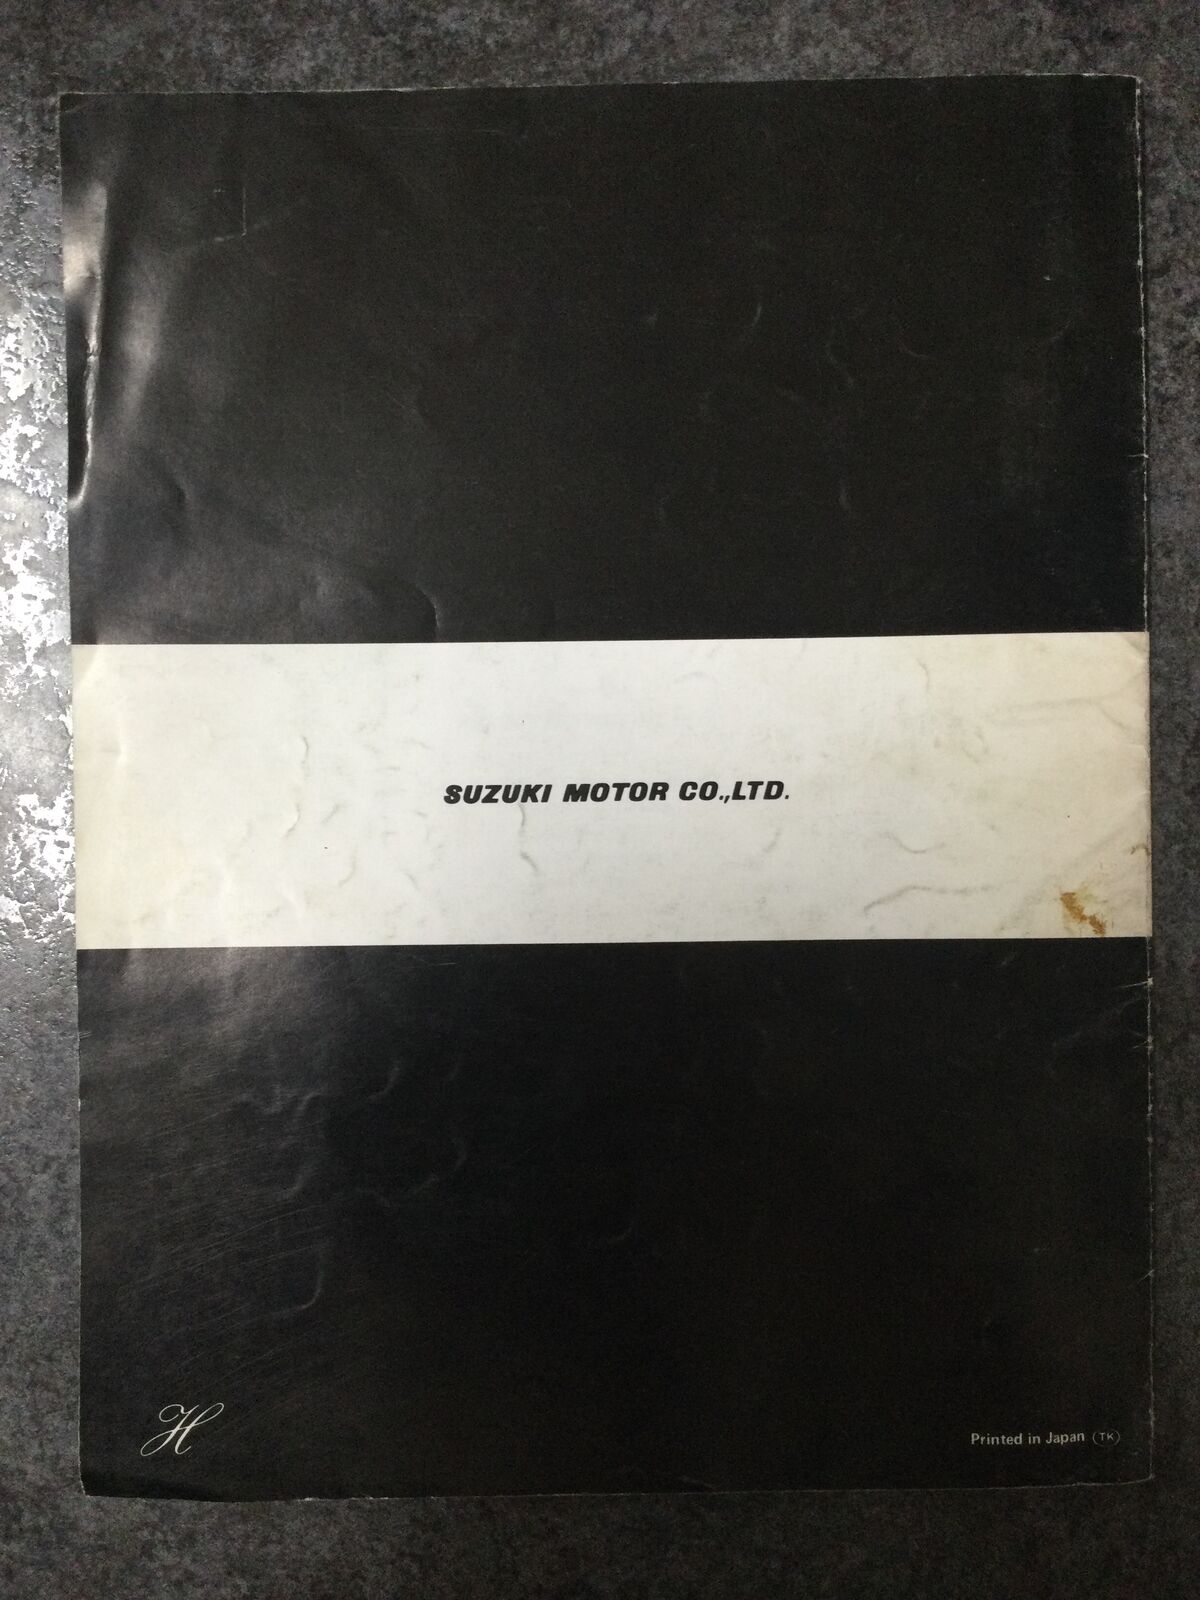 SUZUKI MOTOR CO.,LTD.
H
Printed in Japan (TK)